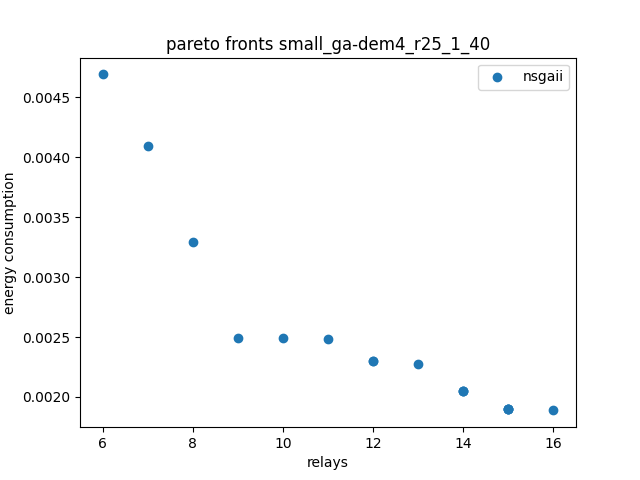 pareto fronts small_ga-dem4_r25_1_40
nsgaii
energy consumption
0.0045
0.0040
0.0035
0.0030
0.0025
0.0020
6 8 10 12 14 16
relays